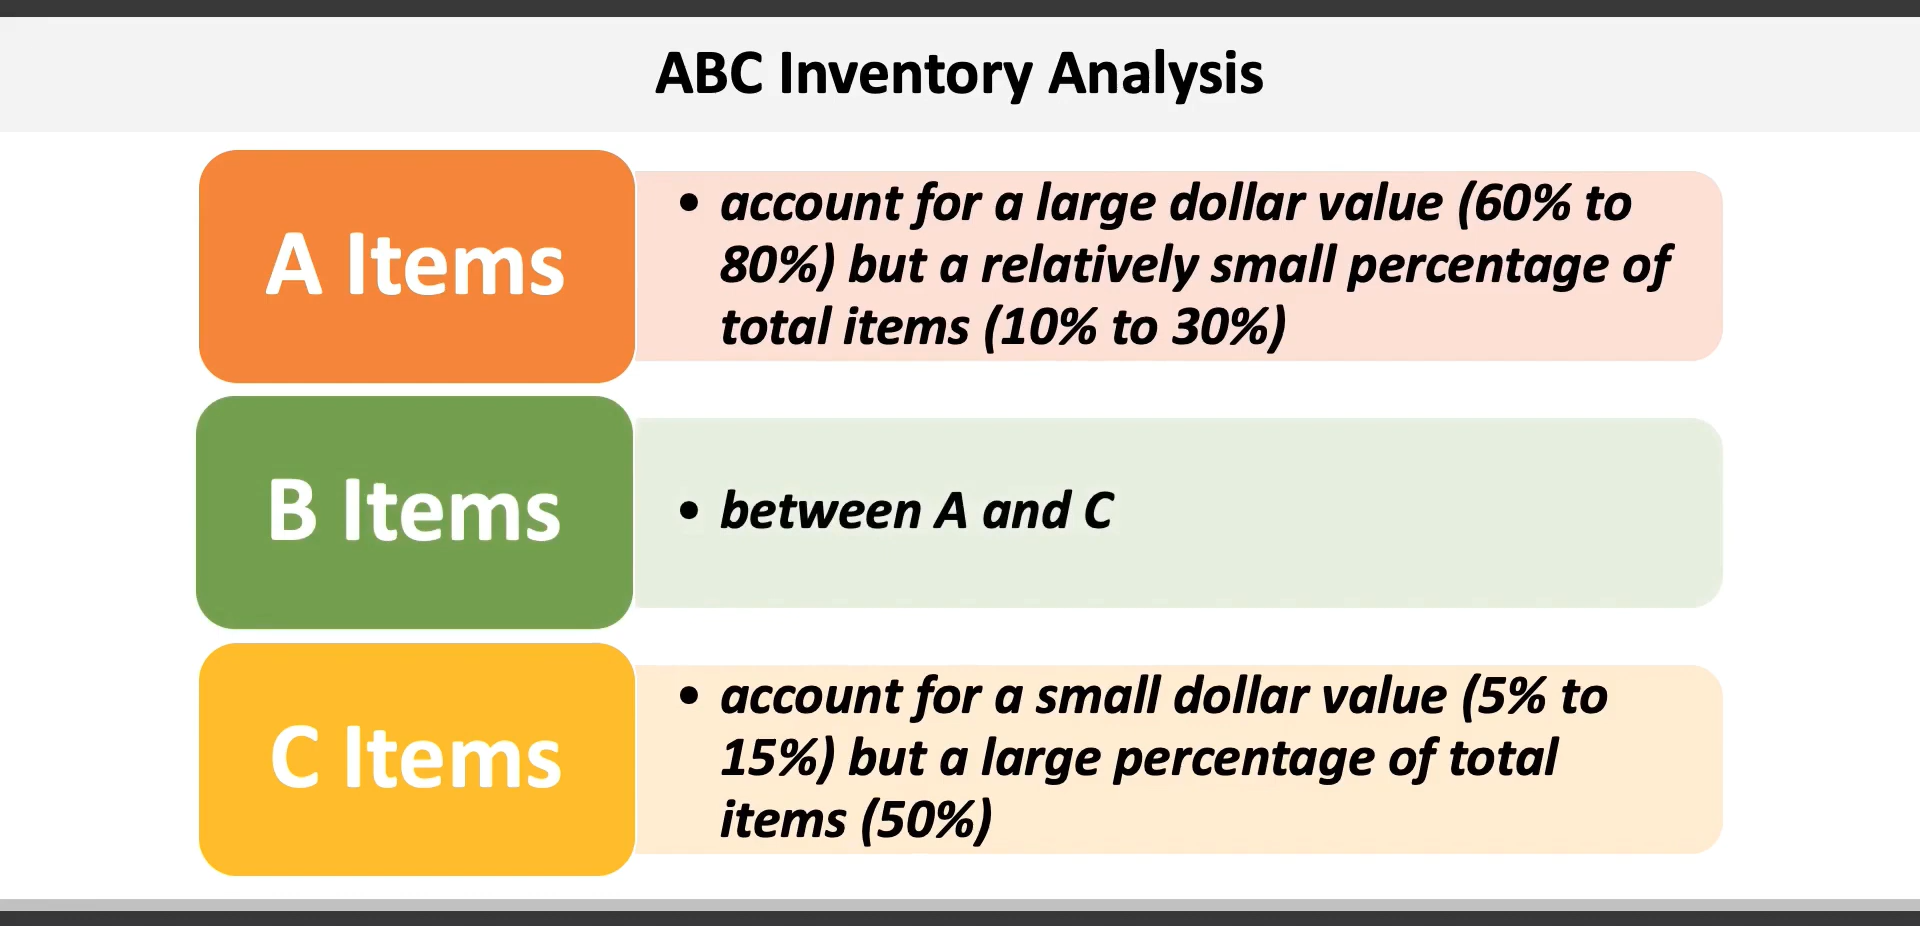 ABC Inventory Analysis
A Items
• account for a large dollar value (60% to
80%) but a relatively small percentage of
total items (10% to 30%)
B Items
• between A and C
C Items
• account for a small dollar value (5% to
15%) but a large percentage of total
items (50%)